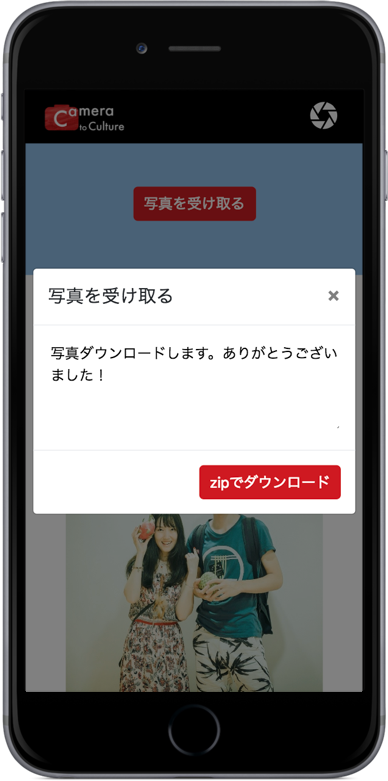 Camera
to Culture
写真を受け取る
写真を受け取る
×
写真ダウンロードします。ありがとうござい
ました！
zipでダウンロード